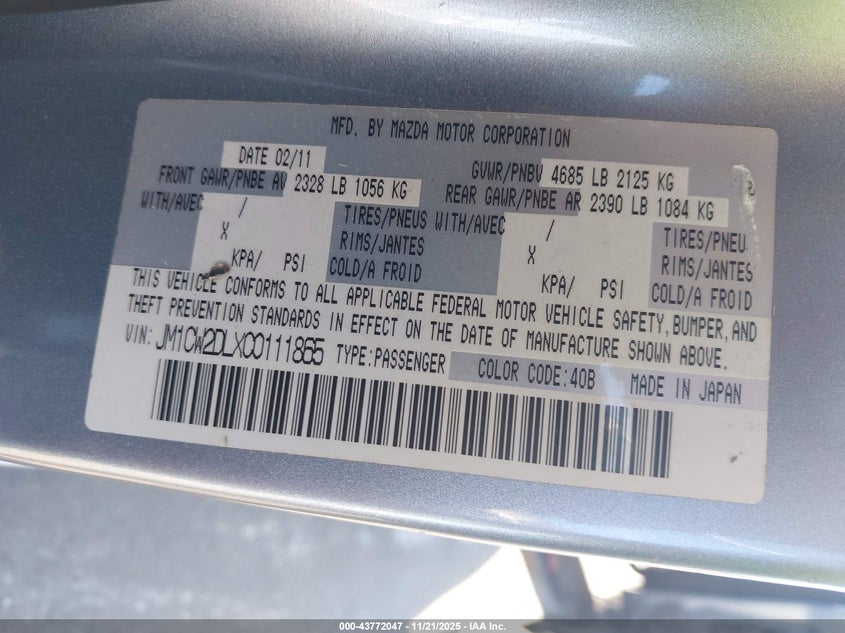 MFD. BY MAZDA MOTOR CORPORATION
DATE 02/11
GVWR/PNBV 4685 LB 2125 KG
FRONT GAWR/PNBE AV 2328 LB 1056 KG
REAR GAWR/PNBE AR 2390 LB 1084 KG
WITH/AVEC / TIRES/PNEUS WITH/AVEC / TIRES/PNEU
X RIMS/JANTES X RIMS/JANTES
KPA/ PSI COLD/A FROID KPA/ PSI COLD/A FROID
THIS VEHICLE CONFORMS TO ALL APPLICABLE FEDERAL MOTOR VEHICLE SAFETY, BUMPER, AND
THEFT PREVENTION STANDARDS IN EFFECT ON THE DATE OF MANUFACTURE SHOWN ABOVE.
VIN: JM1CW2DLXC0111865 TYPE:PASSENGER COLOR CODE:40B MADE IN JAPAN
000-43772047 - 11/21/2025 - IAA Inc.